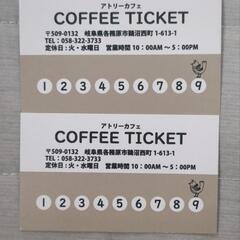 アトリーカフェ
COFFEE TICKET
〒509-0132 岐阜県各務原市鵜沼西町1-613-1
TEL : 058-322-3733
定休日 : 火・水曜日 営業時間 10 : 00AM ～ 5 : 00PM
1 2 3 4 5 6 7 8 9
アトリーカフェ
COFFEE TICKET
〒509-0132 岐阜県各務原市鵜沼西町1-613-1
TEL : 058-322-3733
定休日 : 火・水曜日 営業時間 10 : 00AM ～ 5 : 00PM
1 2 3 4 5 6 7 8 9